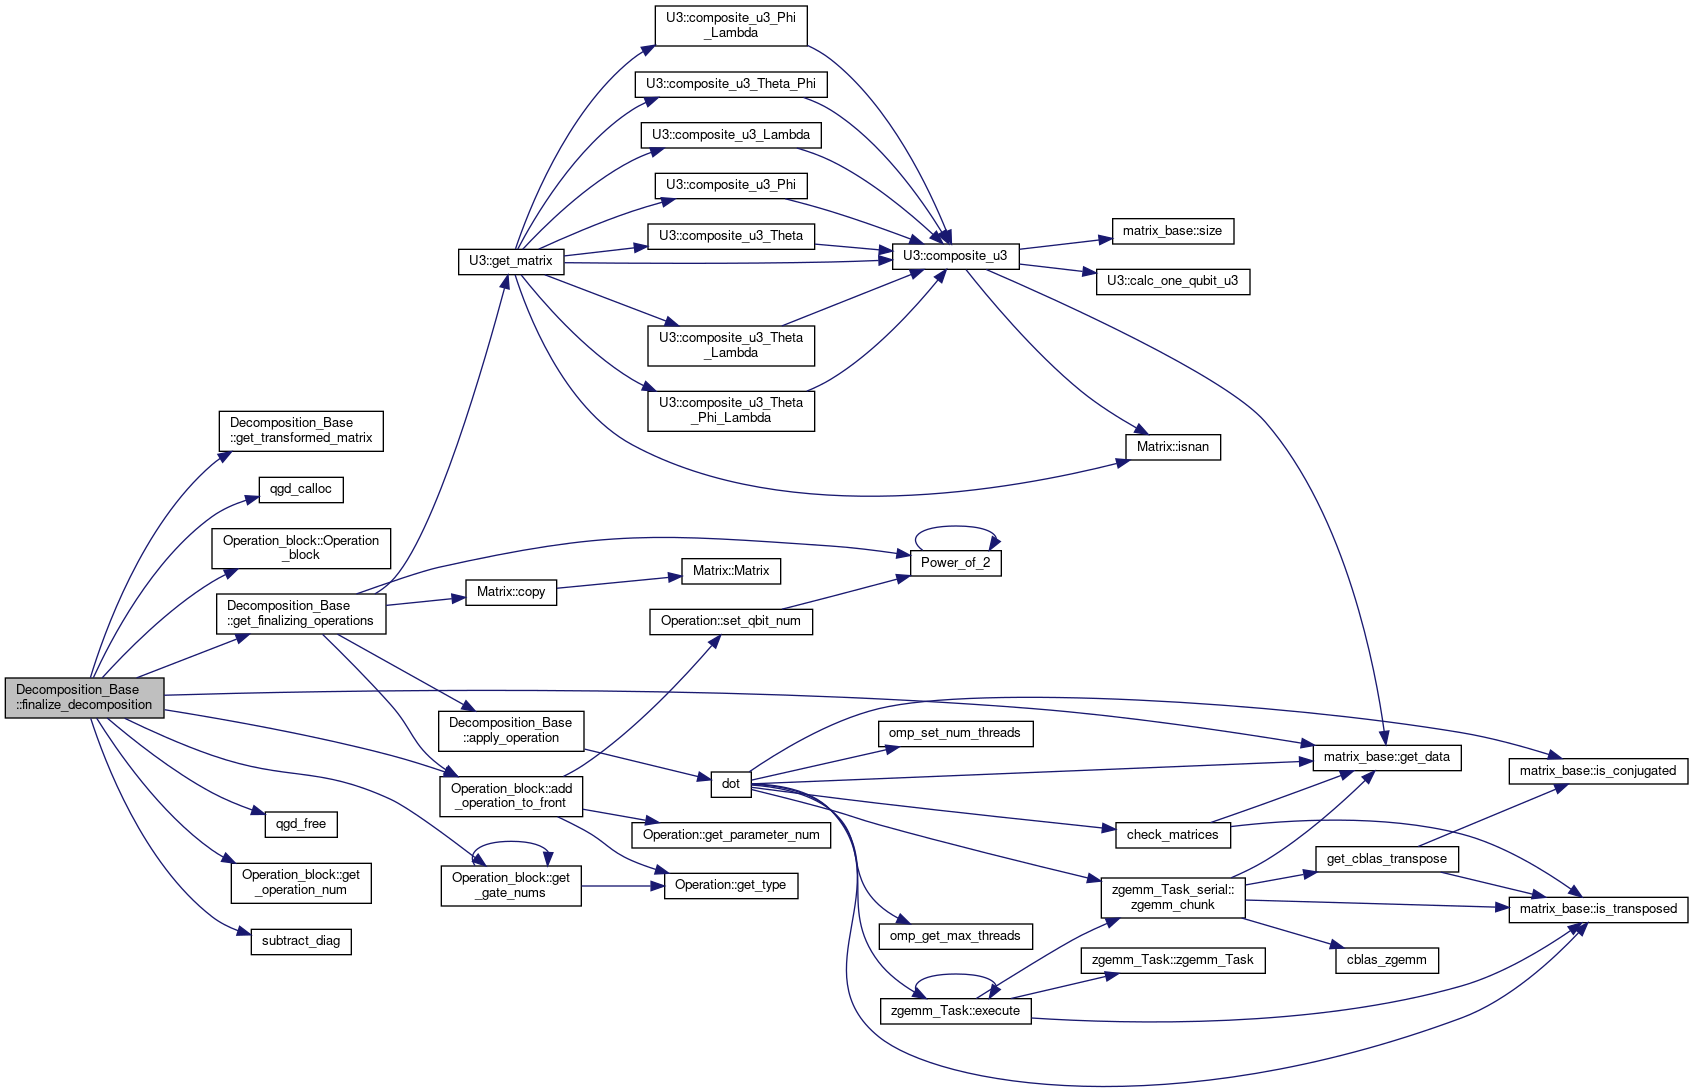 U3::composite_u3_Phi
_Lambda
U3::composite_u3_Theta_Phi
U3::composite_u3_Lambda
U3::composite_u3_Phi
U3::composite_u3_Theta
U3::get_matrix
U3::composite_u3
matrix_base::size
U3::calc_one_qubit_u3
U3::composite_u3_Theta
_Lambda
U3::composite_u3_Theta
_Phi_Lambda
Matrix::isnan
Decomposition_Base
::get_transformed_matrix
qgd_calloc
Operation_block::Operation
_block
Decomposition_Base
::get_finalizing_operations
Matrix::copy
Matrix::Matrix
Power_of_2
Operation::set_qbit_num
Decomposition_Base
::finalize_decomposition
Decomposition_Base
::apply_operation
omp_set_num_threads
matrix_base::get_data
matrix_base::is_conjugated
dot
Operation_block::add
_operation_to_front
qgd_free
Operation::get_parameter_num
check_matrices
get_cblas_transpose
Operation_block::get
_operation_num
Operation_block::get
_gate_nums
Operation::get_type
zgemm_Task_serial::
zgemm_chunk
matrix_base::is_transposed
subtract_diag
omp_get_max_threads
zgemm_Task::zgemm_Task
cblas_zgemm
zgemm_Task::execute